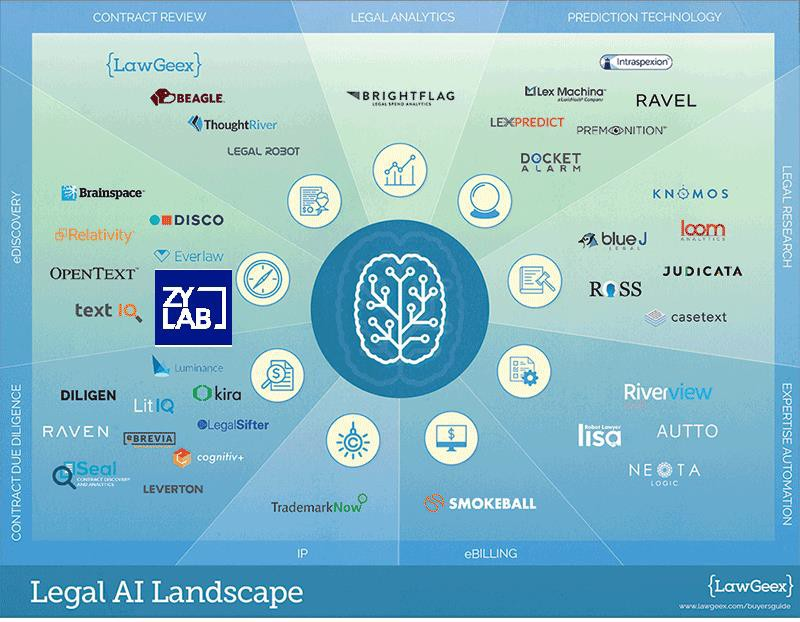 CONTRACT REVIEW
LEGAL ANALYTICS
PREDICTION TECHNOLOGY
{LawGeex}
BEAGLE
ThoughtRiver
LEGAL ROBOT
BRIGHTFLAG
LEGAL SPEND ANALYTICS
Intraspexion
Lex Machina
a LexisNexis Company
RAVEL
LEXPREDICT
PREMONITION
DOCKET
ALARM
eDISCOVERY
Brainspace
DISCO
Relativity
Everlaw
OPENTEXT
text IQ
ZY
LAB
LEGAL RESEARCH
KNOMOS
blue J
LEGAL
loom
ANALYTICS
JUDICATA
ROSS
casetext
CONTRACT DUE DILIGENCE
Luminance
DILIGEN
kira
Lit IQ
RAVEN
eBREVIA
LegalSifter
cognitiv+
Seal
CONTRACT DISCOVERY
AND ANALYTICS
LEVERTON
TrademarkNow
IP
SMOKEBALL
eBILLING
EXPERTISE AUTOMATION
Riverview
Robot Lawyer
lisa
AUTTO
NEOTA
LOGIC
Legal AI Landscape
{LawGeex}
www.lawgeex.com/buyersguide